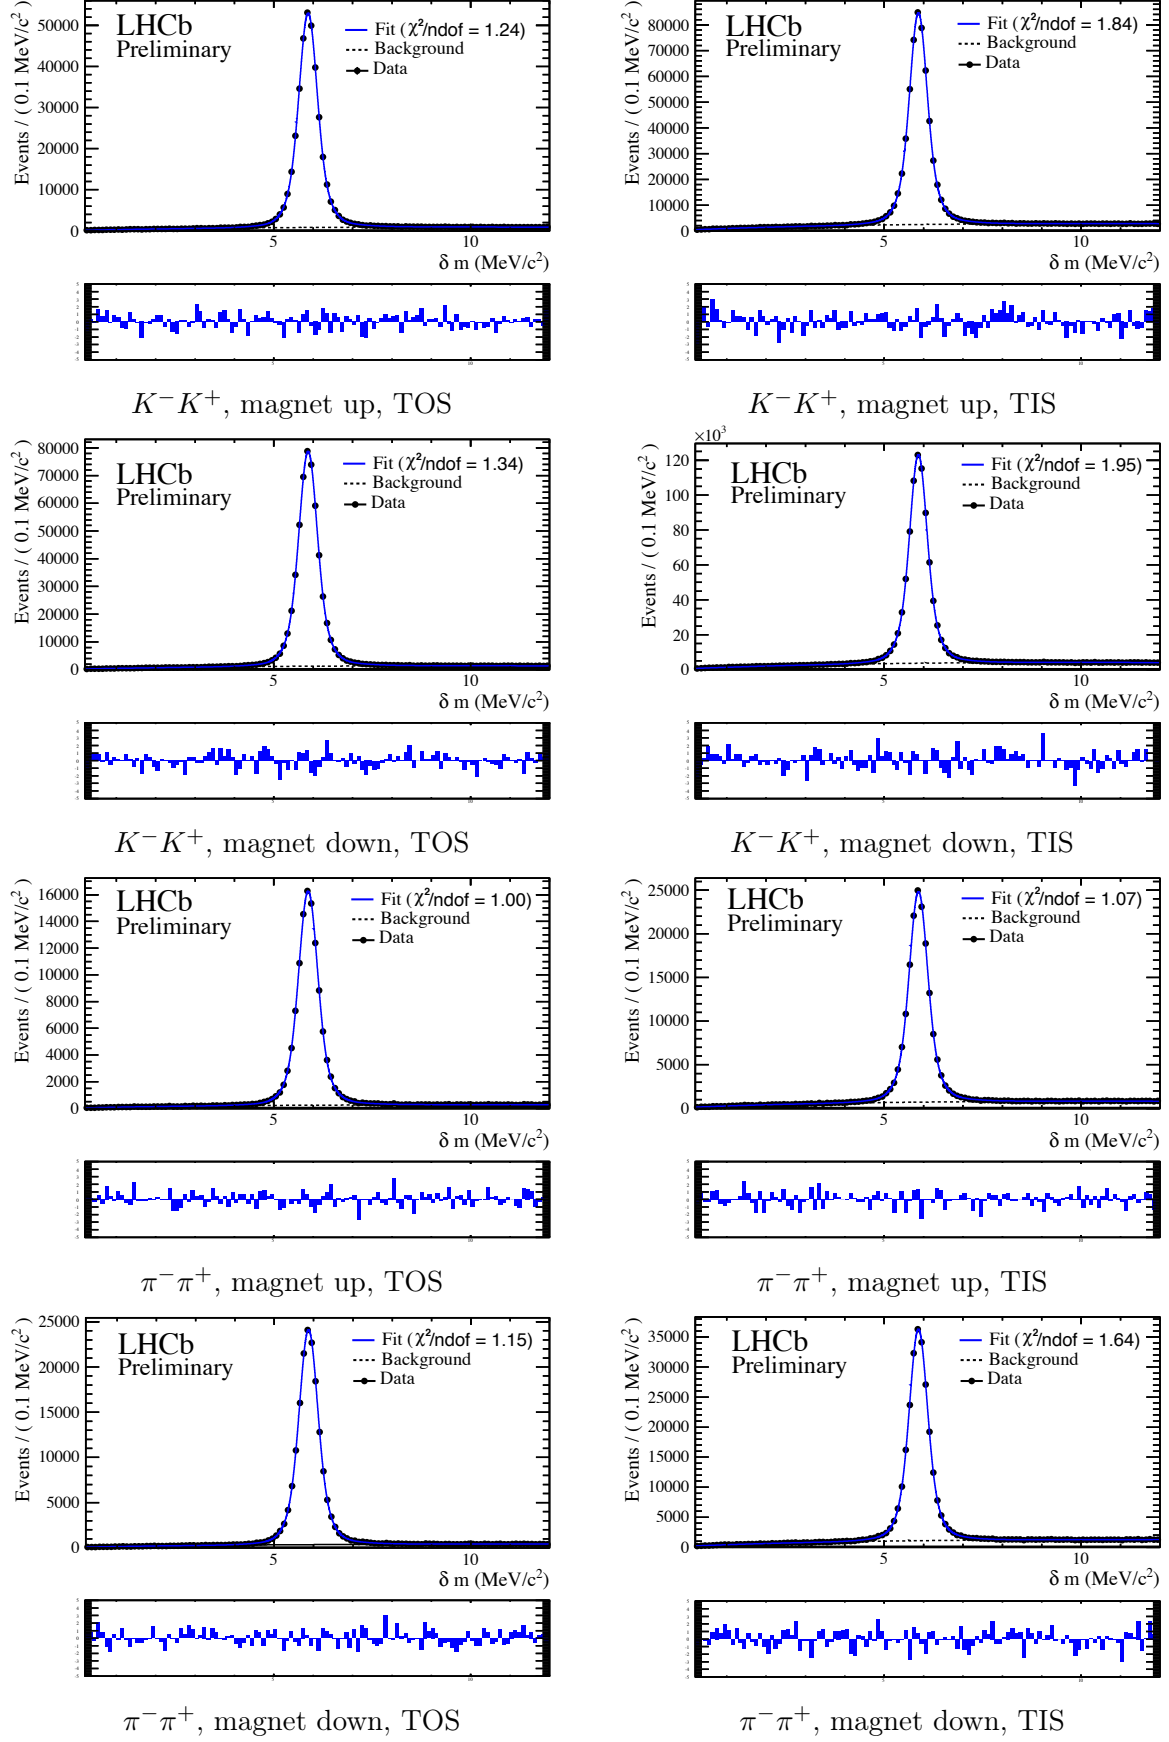 LHCb
Preliminary
Fit (χ²/ndof = 1.24)
Background
Data
Events / ( 0.1 MeV/c²)
50000
40000
30000
20000
10000
0
5
10
δ m (MeV/c²)
K⁻K⁺, magnet up, TOS
LHCb
Preliminary
Fit (χ²/ndof = 1.84)
Background
Data
Events / ( 0.1 MeV/c²)
80000
70000
60000
50000
40000
30000
20000
10000
0
5
10
δ m (MeV/c²)
K⁻K⁺, magnet up, TIS
LHCb
Preliminary
Fit (χ²/ndof = 1.34)
Background
Data
Events / ( 0.1 MeV/c²)
80000
70000
60000
50000
40000
30000
20000
10000
0
5
10
δ m (MeV/c²)
K⁻K⁺, magnet down, TOS
×10³
LHCb
Preliminary
Fit (χ²/ndof = 1.95)
Background
Data
Events / ( 0.1 MeV/c²)
120
100
80
60
40
20
0
5
10
δ m (MeV/c²)
K⁻K⁺, magnet down, TIS
LHCb
Preliminary
Fit (χ²/ndof = 1.00)
Background
Data
Events / ( 0.1 MeV/c²)
16000
14000
12000
10000
8000
6000
4000
2000
0
5
10
δ m (MeV/c²)
π⁻π⁺, magnet up, TOS
LHCb
Preliminary
Fit (χ²/ndof = 1.07)
Background
Data
Events / ( 0.1 MeV/c²)
25000
20000
15000
10000
5000
0
5
10
δ m (MeV/c²)
π⁻π⁺, magnet up, TIS
LHCb
Preliminary
Fit (χ²/ndof = 1.15)
Background
Data
Events / ( 0.1 MeV/c²)
25000
20000
15000
10000
5000
0
5
10
δ m (MeV/c²)
π⁻π⁺, magnet down, TOS
LHCb
Preliminary
Fit (χ²/ndof = 1.64)
Background
Data
Events / ( 0.1 MeV/c²)
35000
30000
25000
20000
15000
10000
5000
0
5
10
δ m (MeV/c²)
π⁻π⁺, magnet down, TIS